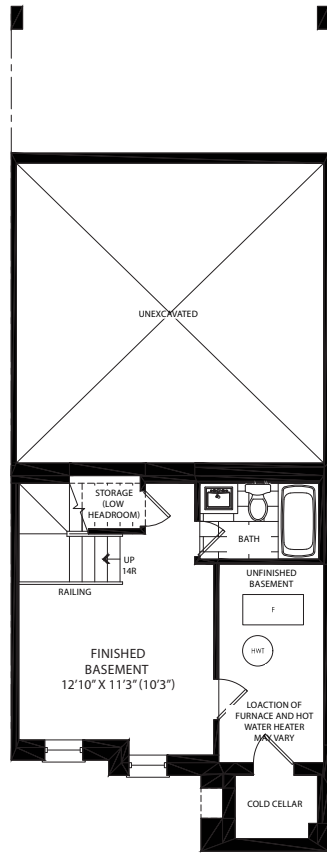 UNEXCAVATED
STORAGE
(LOW
HEADROOM)
BATH
UP
14R
RAILING
UNFINISHED
BASEMENT
F
HWT
FINISHED
BASEMENT
12'10" X 11'3" (10'3")
LOACTION OF
FURNACE AND HOT
WATER HEATER
MAY VARY
COLD CELLAR